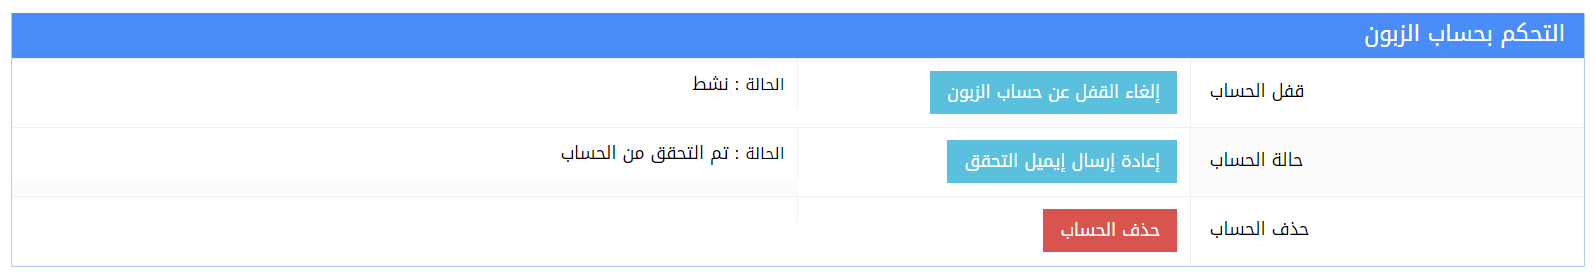 التحكم بحساب الزبون
قفل الحساب
إلغاء القفل عن حساب الزبون
الحالة : نشط
حالة الحساب
إعادة إرسال إيميل التحقق
الحالة : تم التحقق من الحساب
حذف الحساب
حذف الحساب